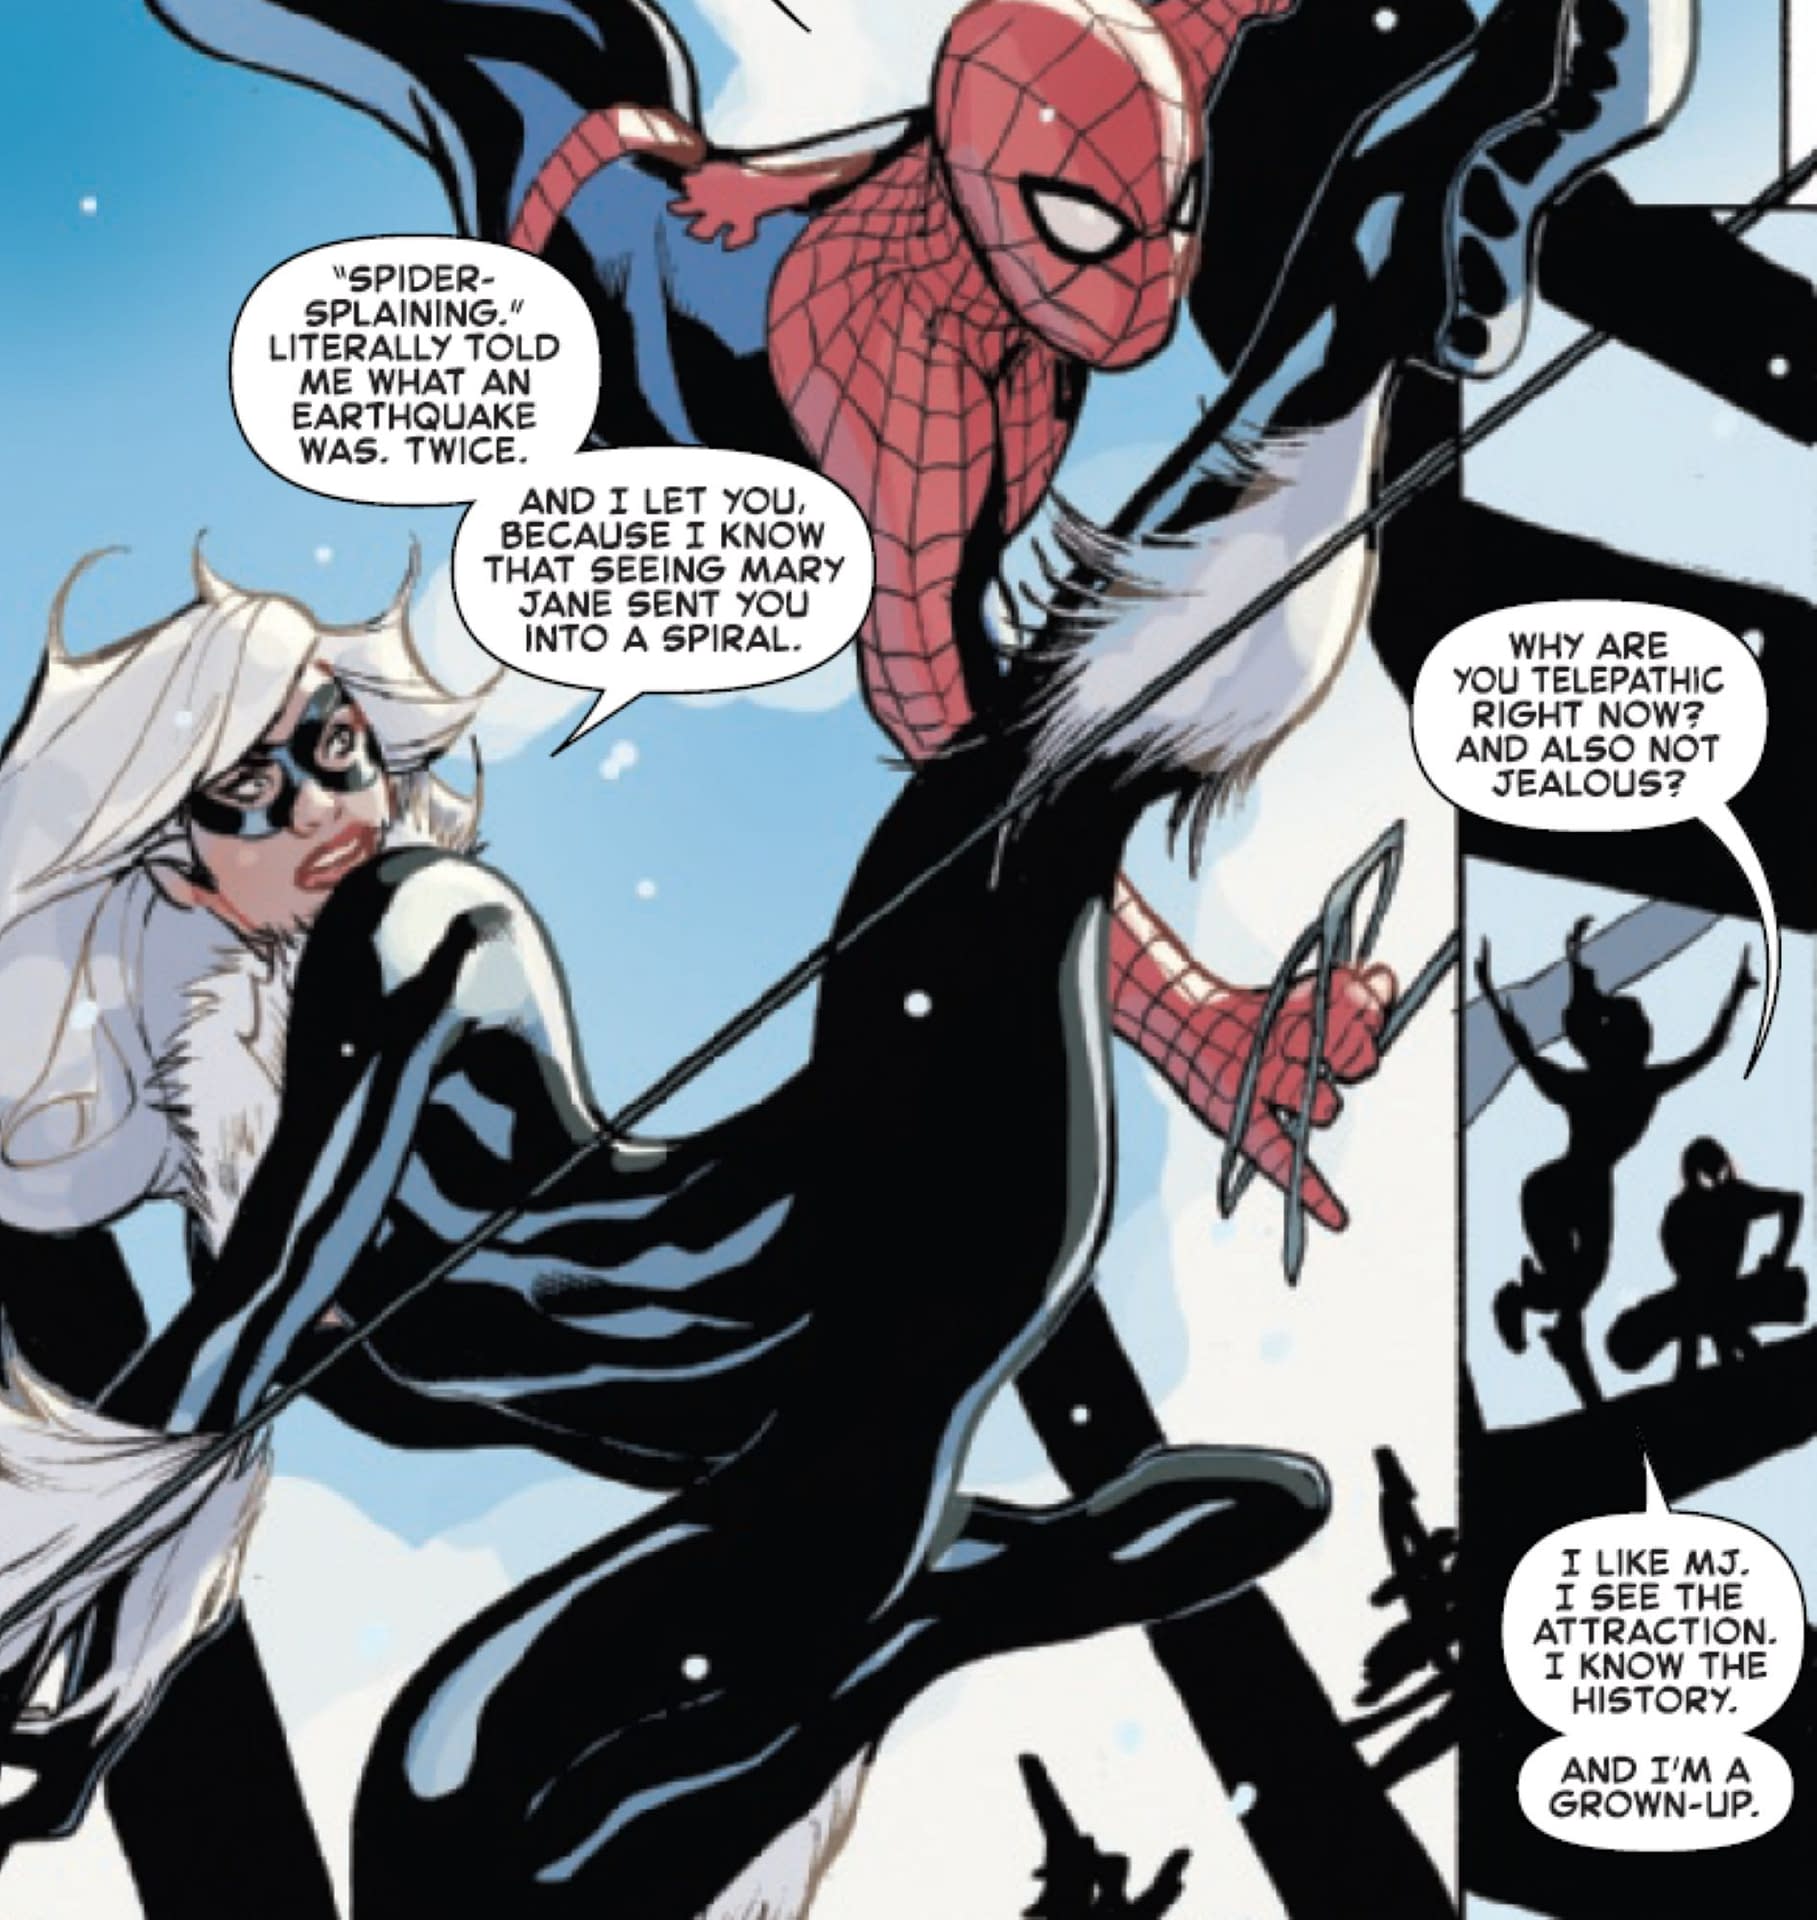 "SPIDER-
SPLAINING."
LITERALLY TOLD
ME WHAT AN
EARTHQUAKE
WAS. TWICE.
AND I LET YOU,
BECAUSE I KNOW
THAT SEEING MARY
JANE SENT YOU
INTO A SPIRAL.
WHY ARE
YOU TELEPATHIC
RIGHT NOW?
AND ALSO NOT
JEALOUS?
I LIKE MJ.
I SEE THE
ATTRACTION.
I KNOW THE
HISTORY.
AND I'M A
GROWN-UP.